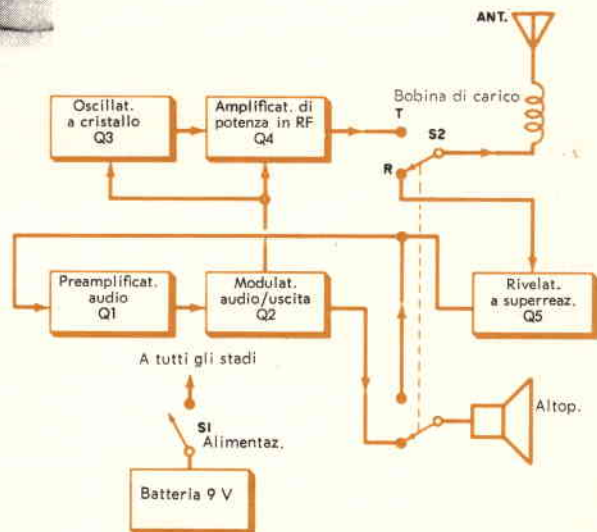 ANT.
Bobina di carico
Oscillat.
a cristallo
Q3
Amplificat. di
potenza in RF
Q4
T
S2
R
Preamplificat.
audio
Q1
Modulat.
audio/uscita
Q2
Rivelat.
a superreaz.
Q5
A tutti gli stadi
S1
Alimentaz.
Altop.
Batteria 9 V